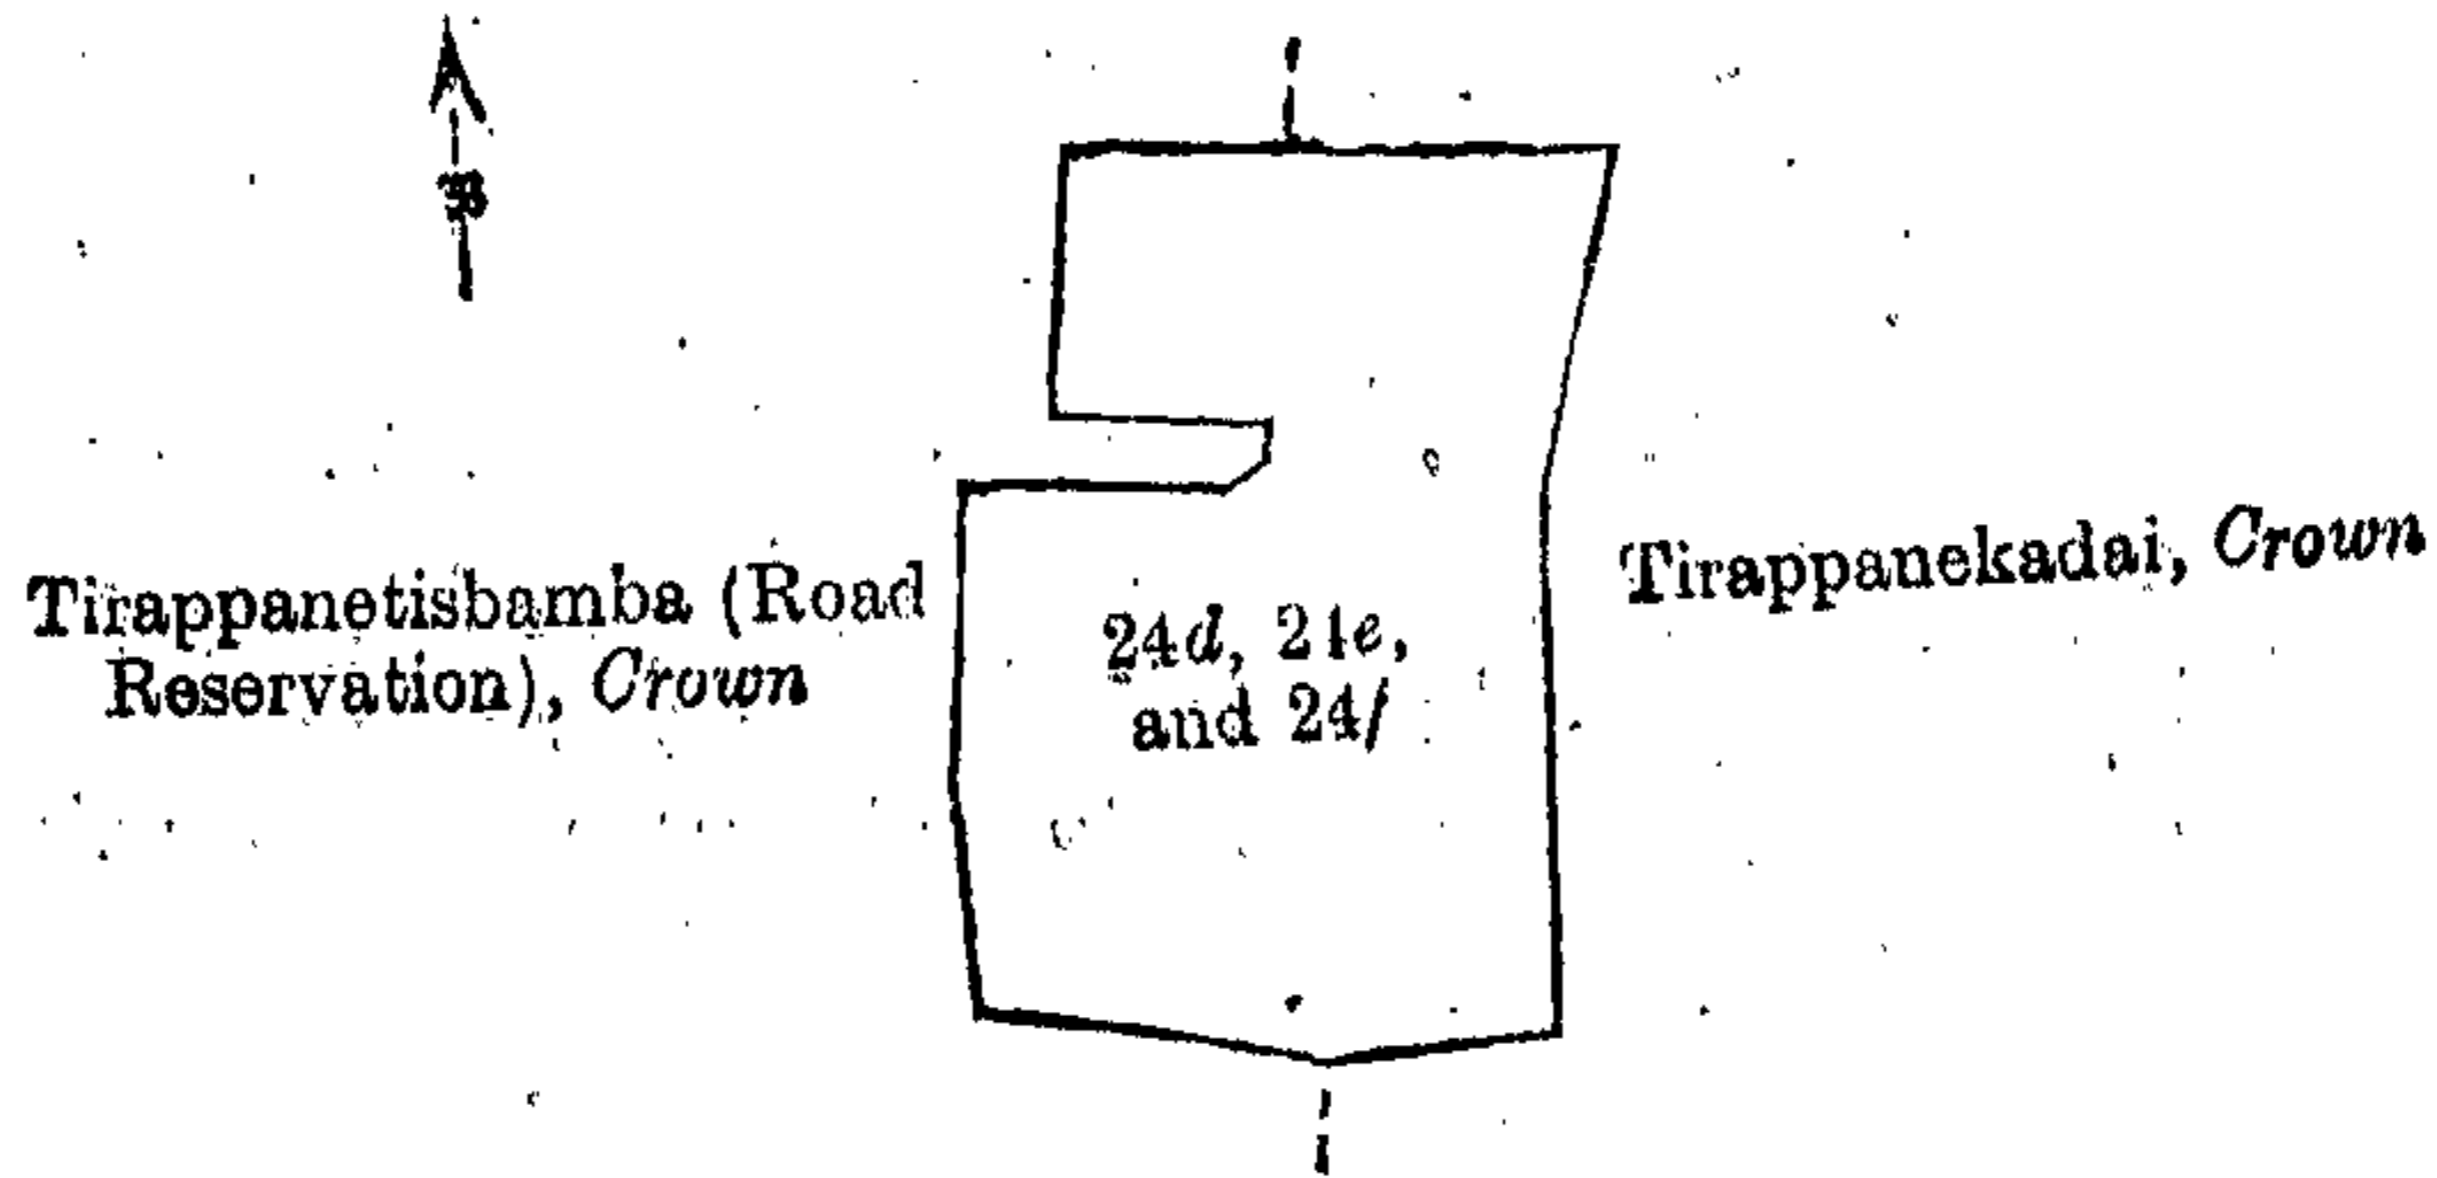 Tirappanetisbamba (Road
Reservation), Crown
24d, 24e,
and 24f
Tirappanekadai, Crown